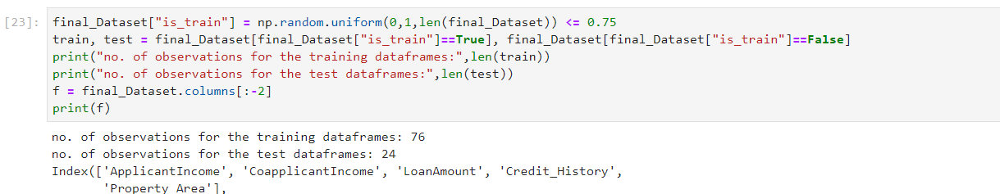 [23]: final_Dataset["is_train"] = np.random.uniform(0,1,len(final_Dataset)) <= 0.75
train, test = final_Dataset[final_Dataset["is_train"]==True], final_Dataset[final_Dataset["is_train"]==False]
print("no. of observations for the training dataframes:",len(train))
print("no. of observations for the test dataframes:",len(test))
f = final_Dataset.columns[:-2]
print(f)
no. of observations for the training dataframes: 76
no. of observations for the test dataframes: 24
Index(['ApplicantIncome', 'CoapplicantIncome', 'LoanAmount', 'Credit_History',
'Property_Area'],